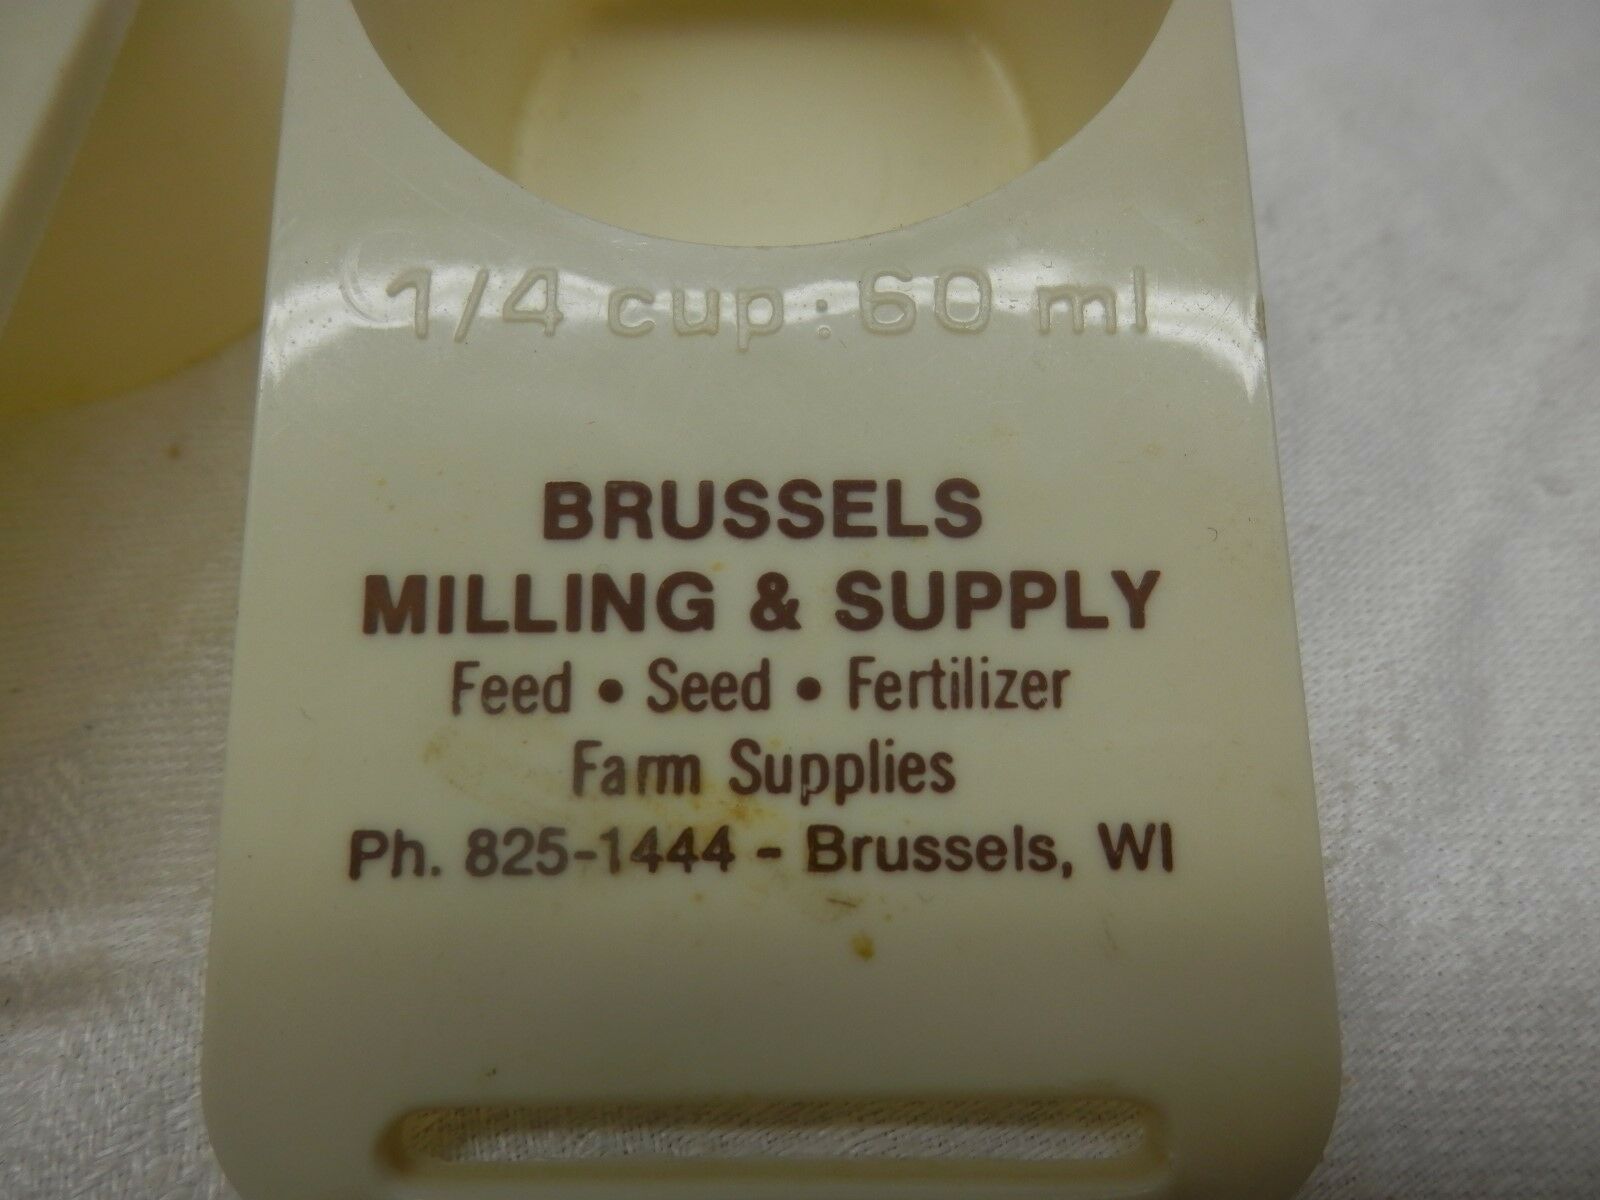 1/4 cup : 60 ml
BRUSSELS
MILLING & SUPPLY
Feed • Seed • Fertilizer
Farm Supplies
Ph. 825-1444 - Brussels, WI